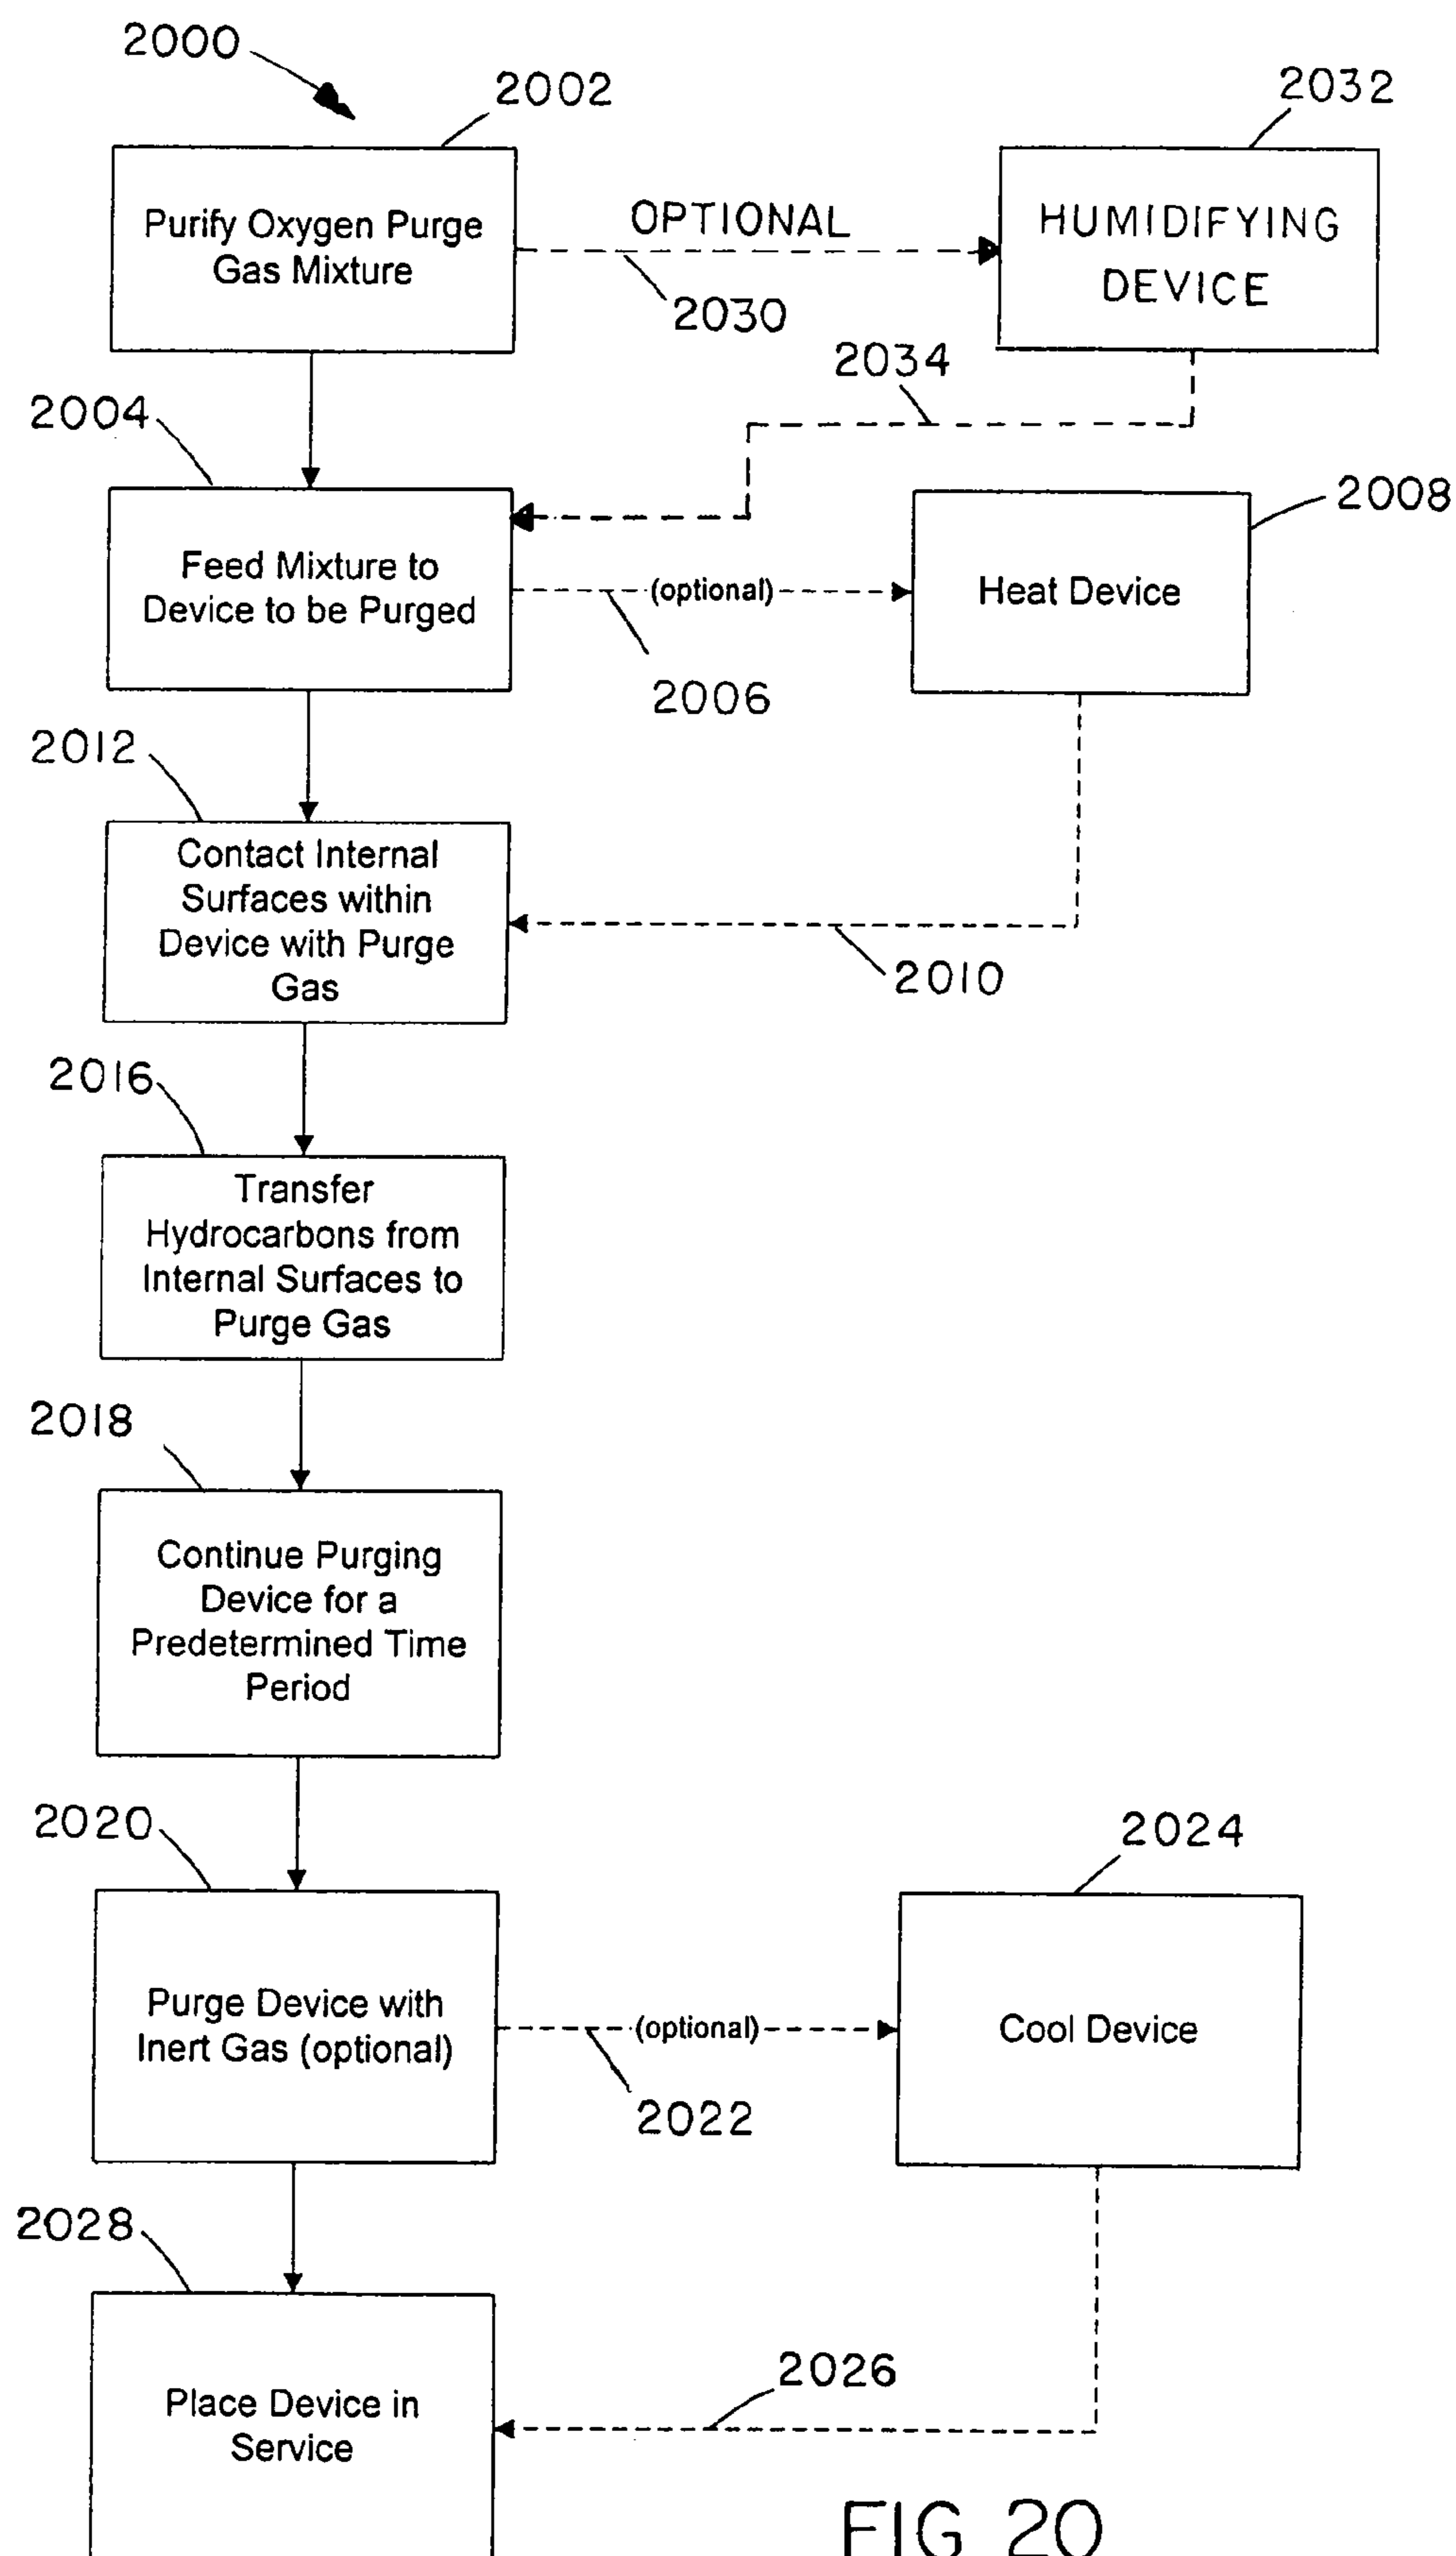 2000
2002
2032
Purify Oxygen Purge
Gas Mixture
OPTIONAL
2030
HUMIDIFYING
DEVICE
2034
2004
Feed Mixture to
Device to be Purged
(optional)
2006
Heat Device
2008
2012
Contact Internal
Surfaces within
Device with Purge
Gas
2010
2016
Transfer
Hydrocarbons from
Internal Surfaces to
Purge Gas
2018
Continue Purging
Device for a
Predetermined Time
Period
2020
Purge Device with
Inert Gas (optional)
(optional)
2022
2024
Cool Device
2028
Place Device in
Service
2026
FIG 20